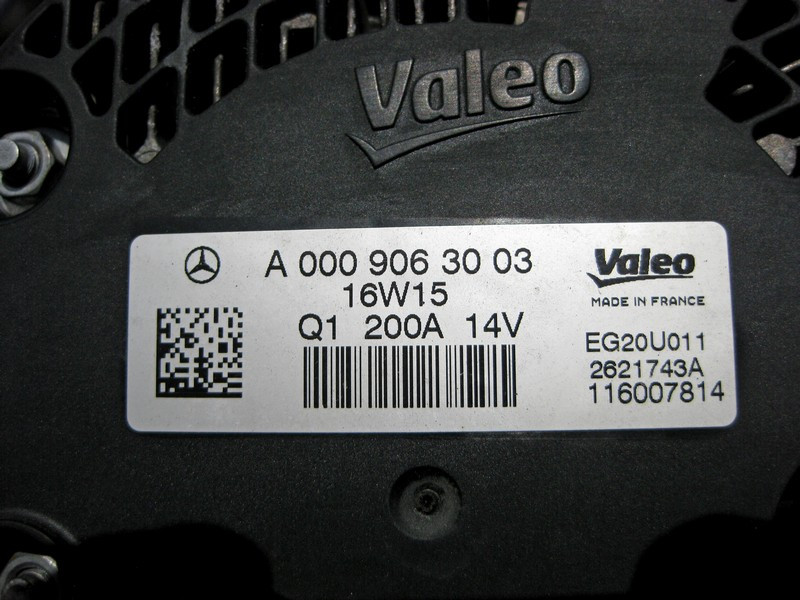 Valeo
A 000 906 30 03
16W15
Q1 200A 14V
Valeo
MADE IN FRANCE
EG20U011
2621743A
116007814